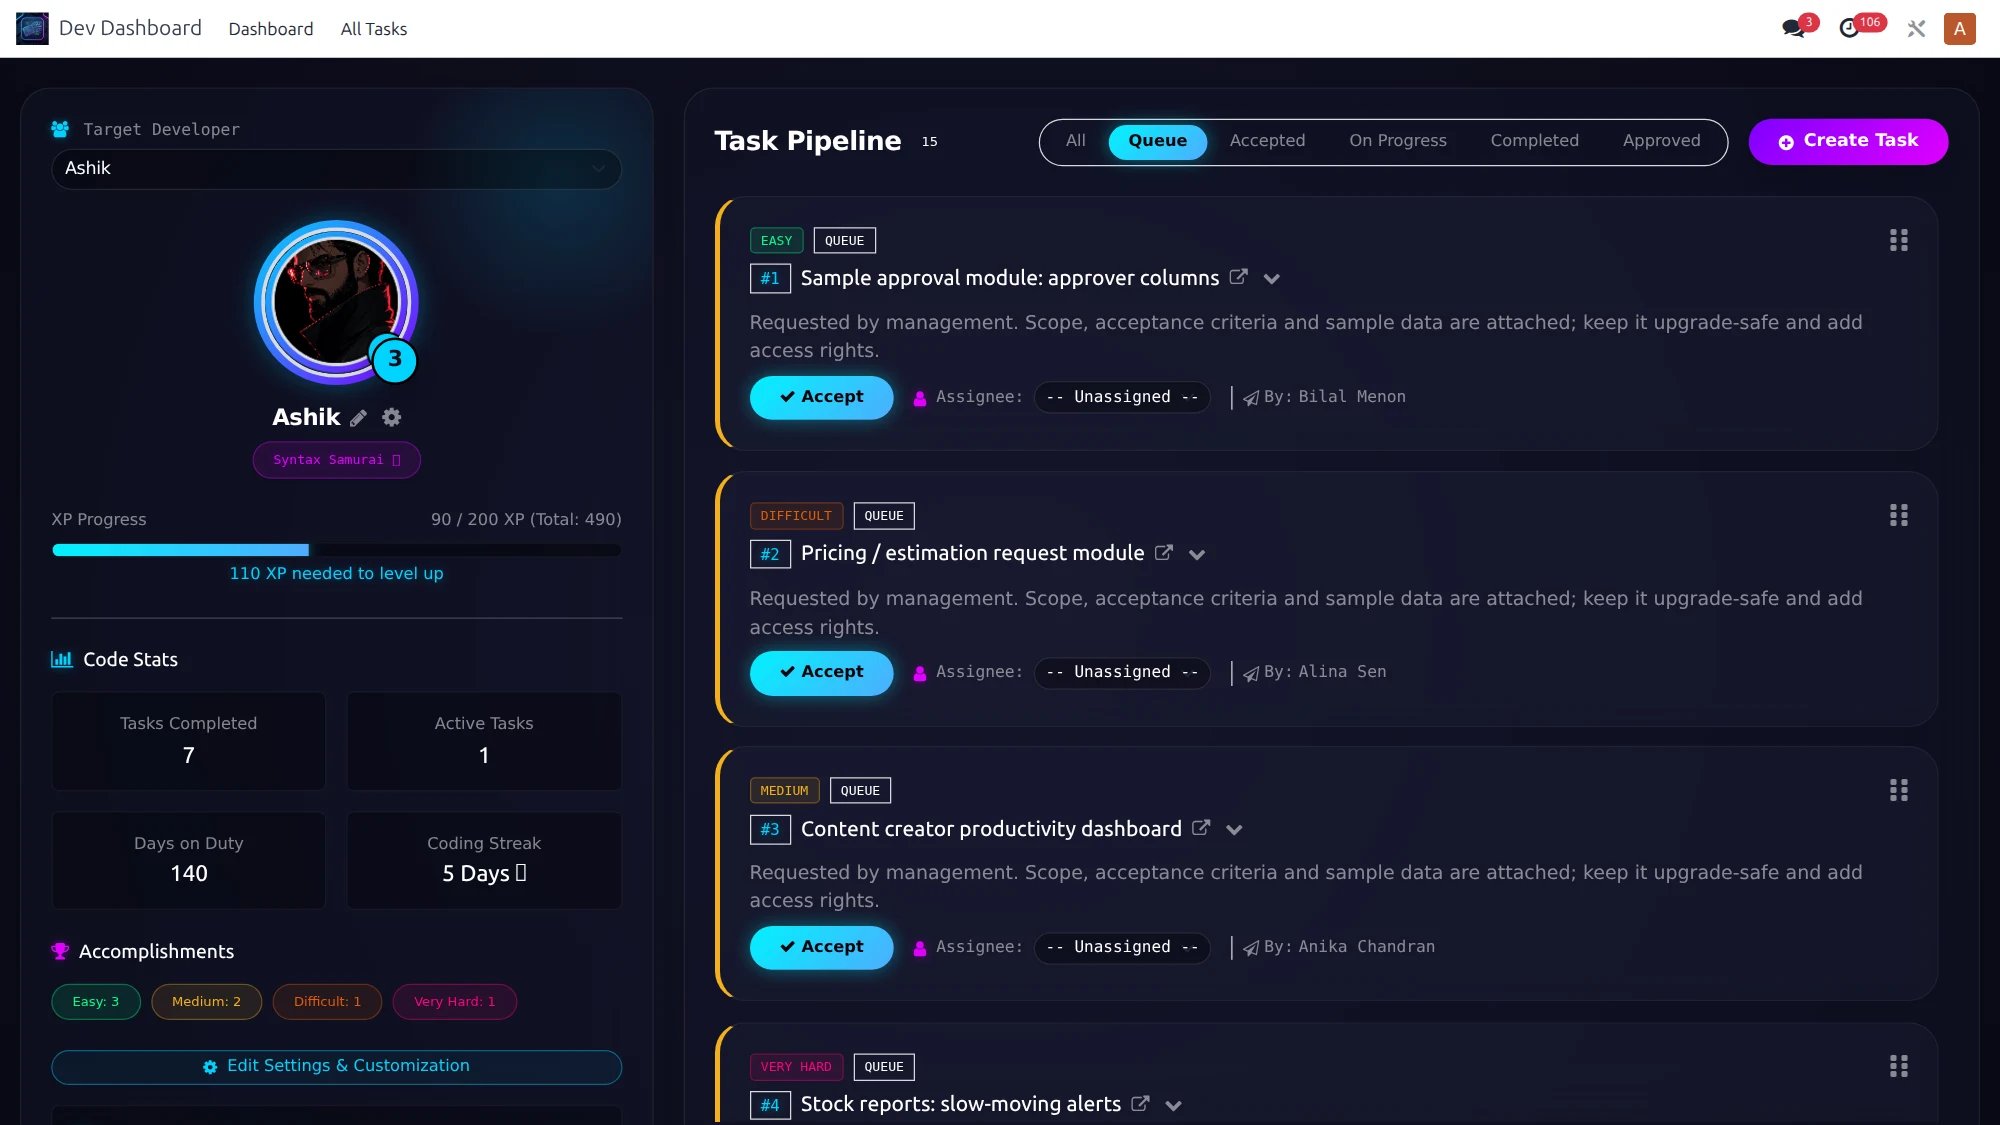 Dev Dashboard Dashboard All Tasks 3 106 A
Target Developer
Ashik
3
Ashik
Syntax Samurai
XP Progress 90 / 200 XP (Total: 490)
110 XP needed to level up
Code Stats
Tasks Completed
7
Active Tasks
1
Days on Duty
140
Coding Streak
5 Days
Accomplishments
Easy: 3 Medium: 2 Difficult: 1 Very Hard: 1
Edit Settings & Customization
Task Pipeline 15 All Queue Accepted On Progress Completed Approved Create Task
EASY QUEUE
#1 Sample approval module: approver columns
Requested by management. Scope, acceptance criteria and sample data are attached; keep it upgrade-safe and add
access rights.
Accept Assignee: -- Unassigned -- By: Bilal Menon
DIFFICULT QUEUE
#2 Pricing / estimation request module
Requested by management. Scope, acceptance criteria and sample data are attached; keep it upgrade-safe and add
access rights.
Accept Assignee: -- Unassigned -- By: Alina Sen
MEDIUM QUEUE
#3 Content creator productivity dashboard
Requested by management. Scope, acceptance criteria and sample data are attached; keep it upgrade-safe and add
access rights.
Accept Assignee: -- Unassigned -- By: Anika Chandran
VERY HARD QUEUE
#4 Stock reports: slow-moving alerts